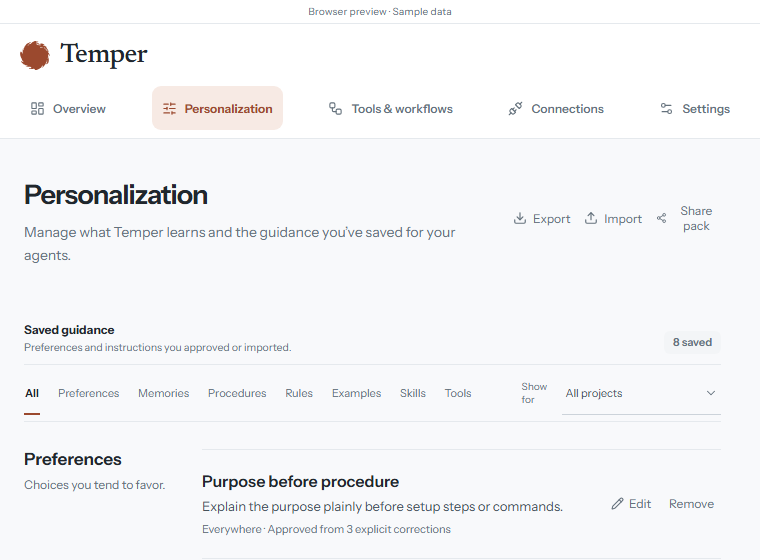 Browser preview · Sample data
Temper
Overview
Personalization
Tools & workflows
Connections
Settings
Personalization
Manage what Temper learns and the guidance you've saved for your
agents.
Export
Import
Share
pack
Saved guidance
Preferences and instructions you approved or imported.
8 saved
All
Preferences
Memories
Procedures
Rules
Examples
Skills
Tools
Show
for
All projects
Preferences
Choices you tend to favor.
Purpose before procedure
Explain the purpose plainly before setup steps or commands.
Everywhere · Approved from 3 explicit corrections
Edit
Remove